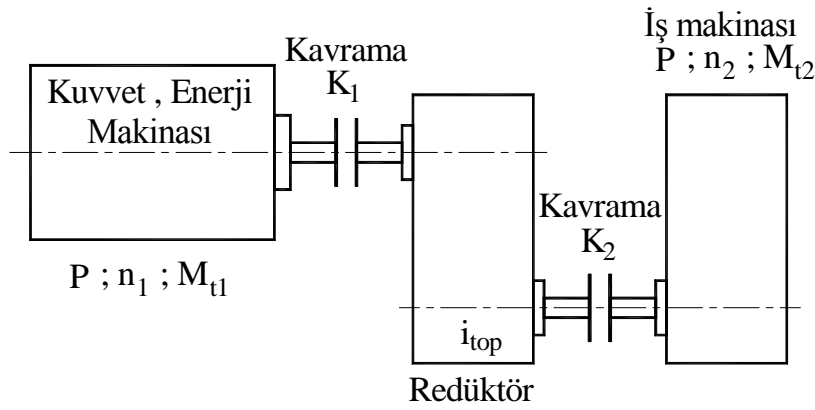 Kuvvet , Enerji
Makinası
P ; n1 ; Mt1
Kavrama
K1
itop
Redüktör
Kavrama
K2
İş makinası
P ; n2 ; Mt2